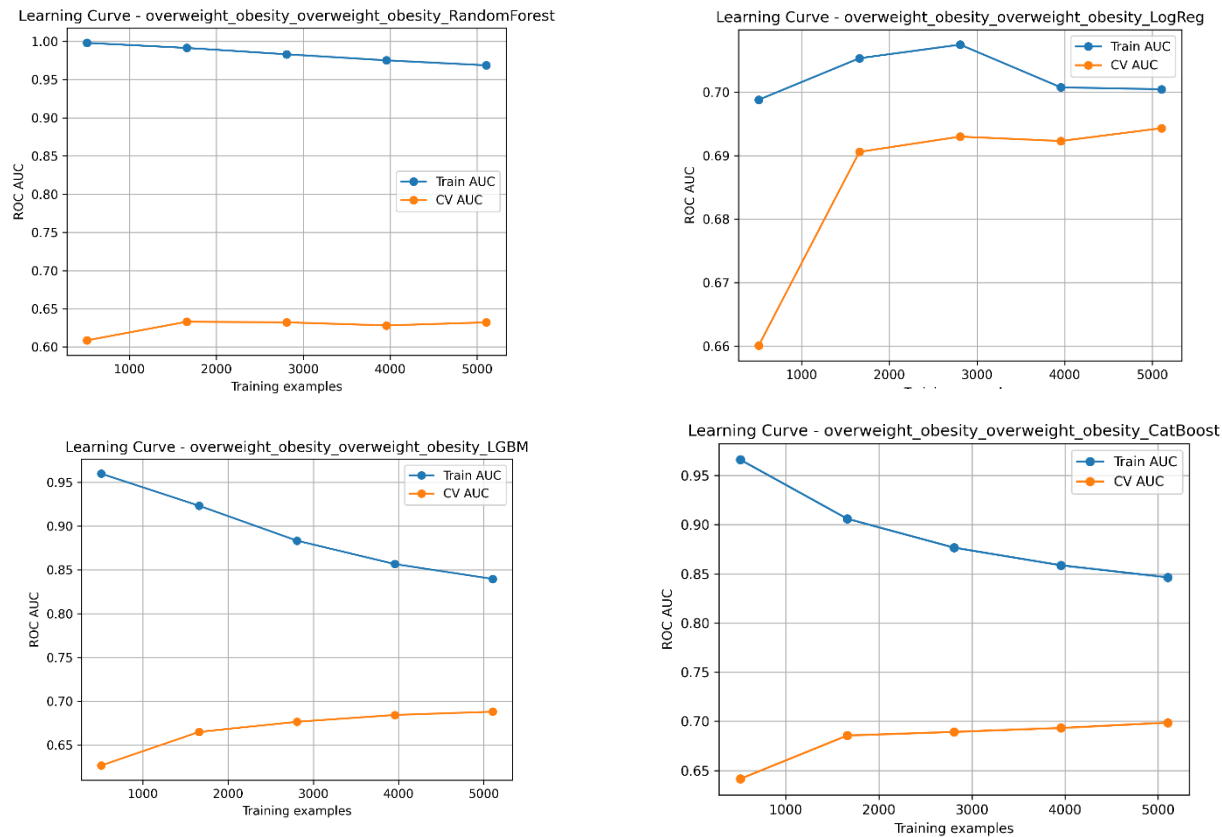 Learning Curve - overweight_obesity_overweight_obesity_RandomForest
1.00
0.95
0.90
0.85
0.80
0.75
0.70
0.65
0.60
ROC AUC
Train AUC
CV AUC
1000 2000 3000 4000 5000
Training examples
Learning Curve - overweight_obesity_overweight_obesity_LogReg
0.70
0.69
0.68
0.67
0.66
ROC AUC
Train AUC
CV AUC
1000 2000 3000 4000 5000
Learning Curve - overweight_obesity_overweight_obesity_LGBM
0.95
0.90
0.85
0.80
0.75
0.70
0.65
ROC AUC
Train AUC
CV AUC
1000 2000 3000 4000 5000
Training examples
Learning Curve - overweight_obesity_overweight_obesity_CatBoost
0.95
0.90
0.85
0.80
0.75
0.70
0.65
ROC AUC
Train AUC
CV AUC
1000 2000 3000 4000 5000
Training examples